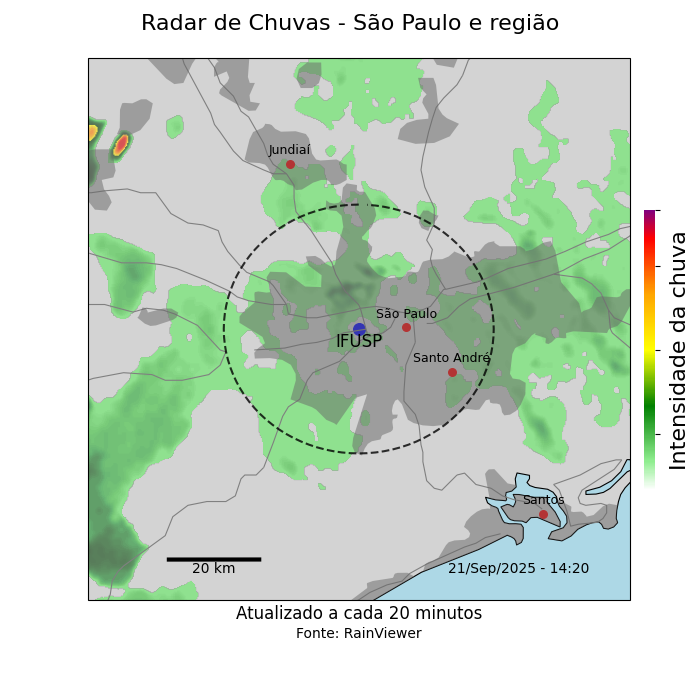 Radar de Chuvas - São Paulo e região
Jundiaí
São Paulo
IFUSP
Santo André
Santos
20 km
21/Sep/2025 - 14:20
Intensidade da chuva
Atualizado a cada 20 minutos
Fonte: RainViewer